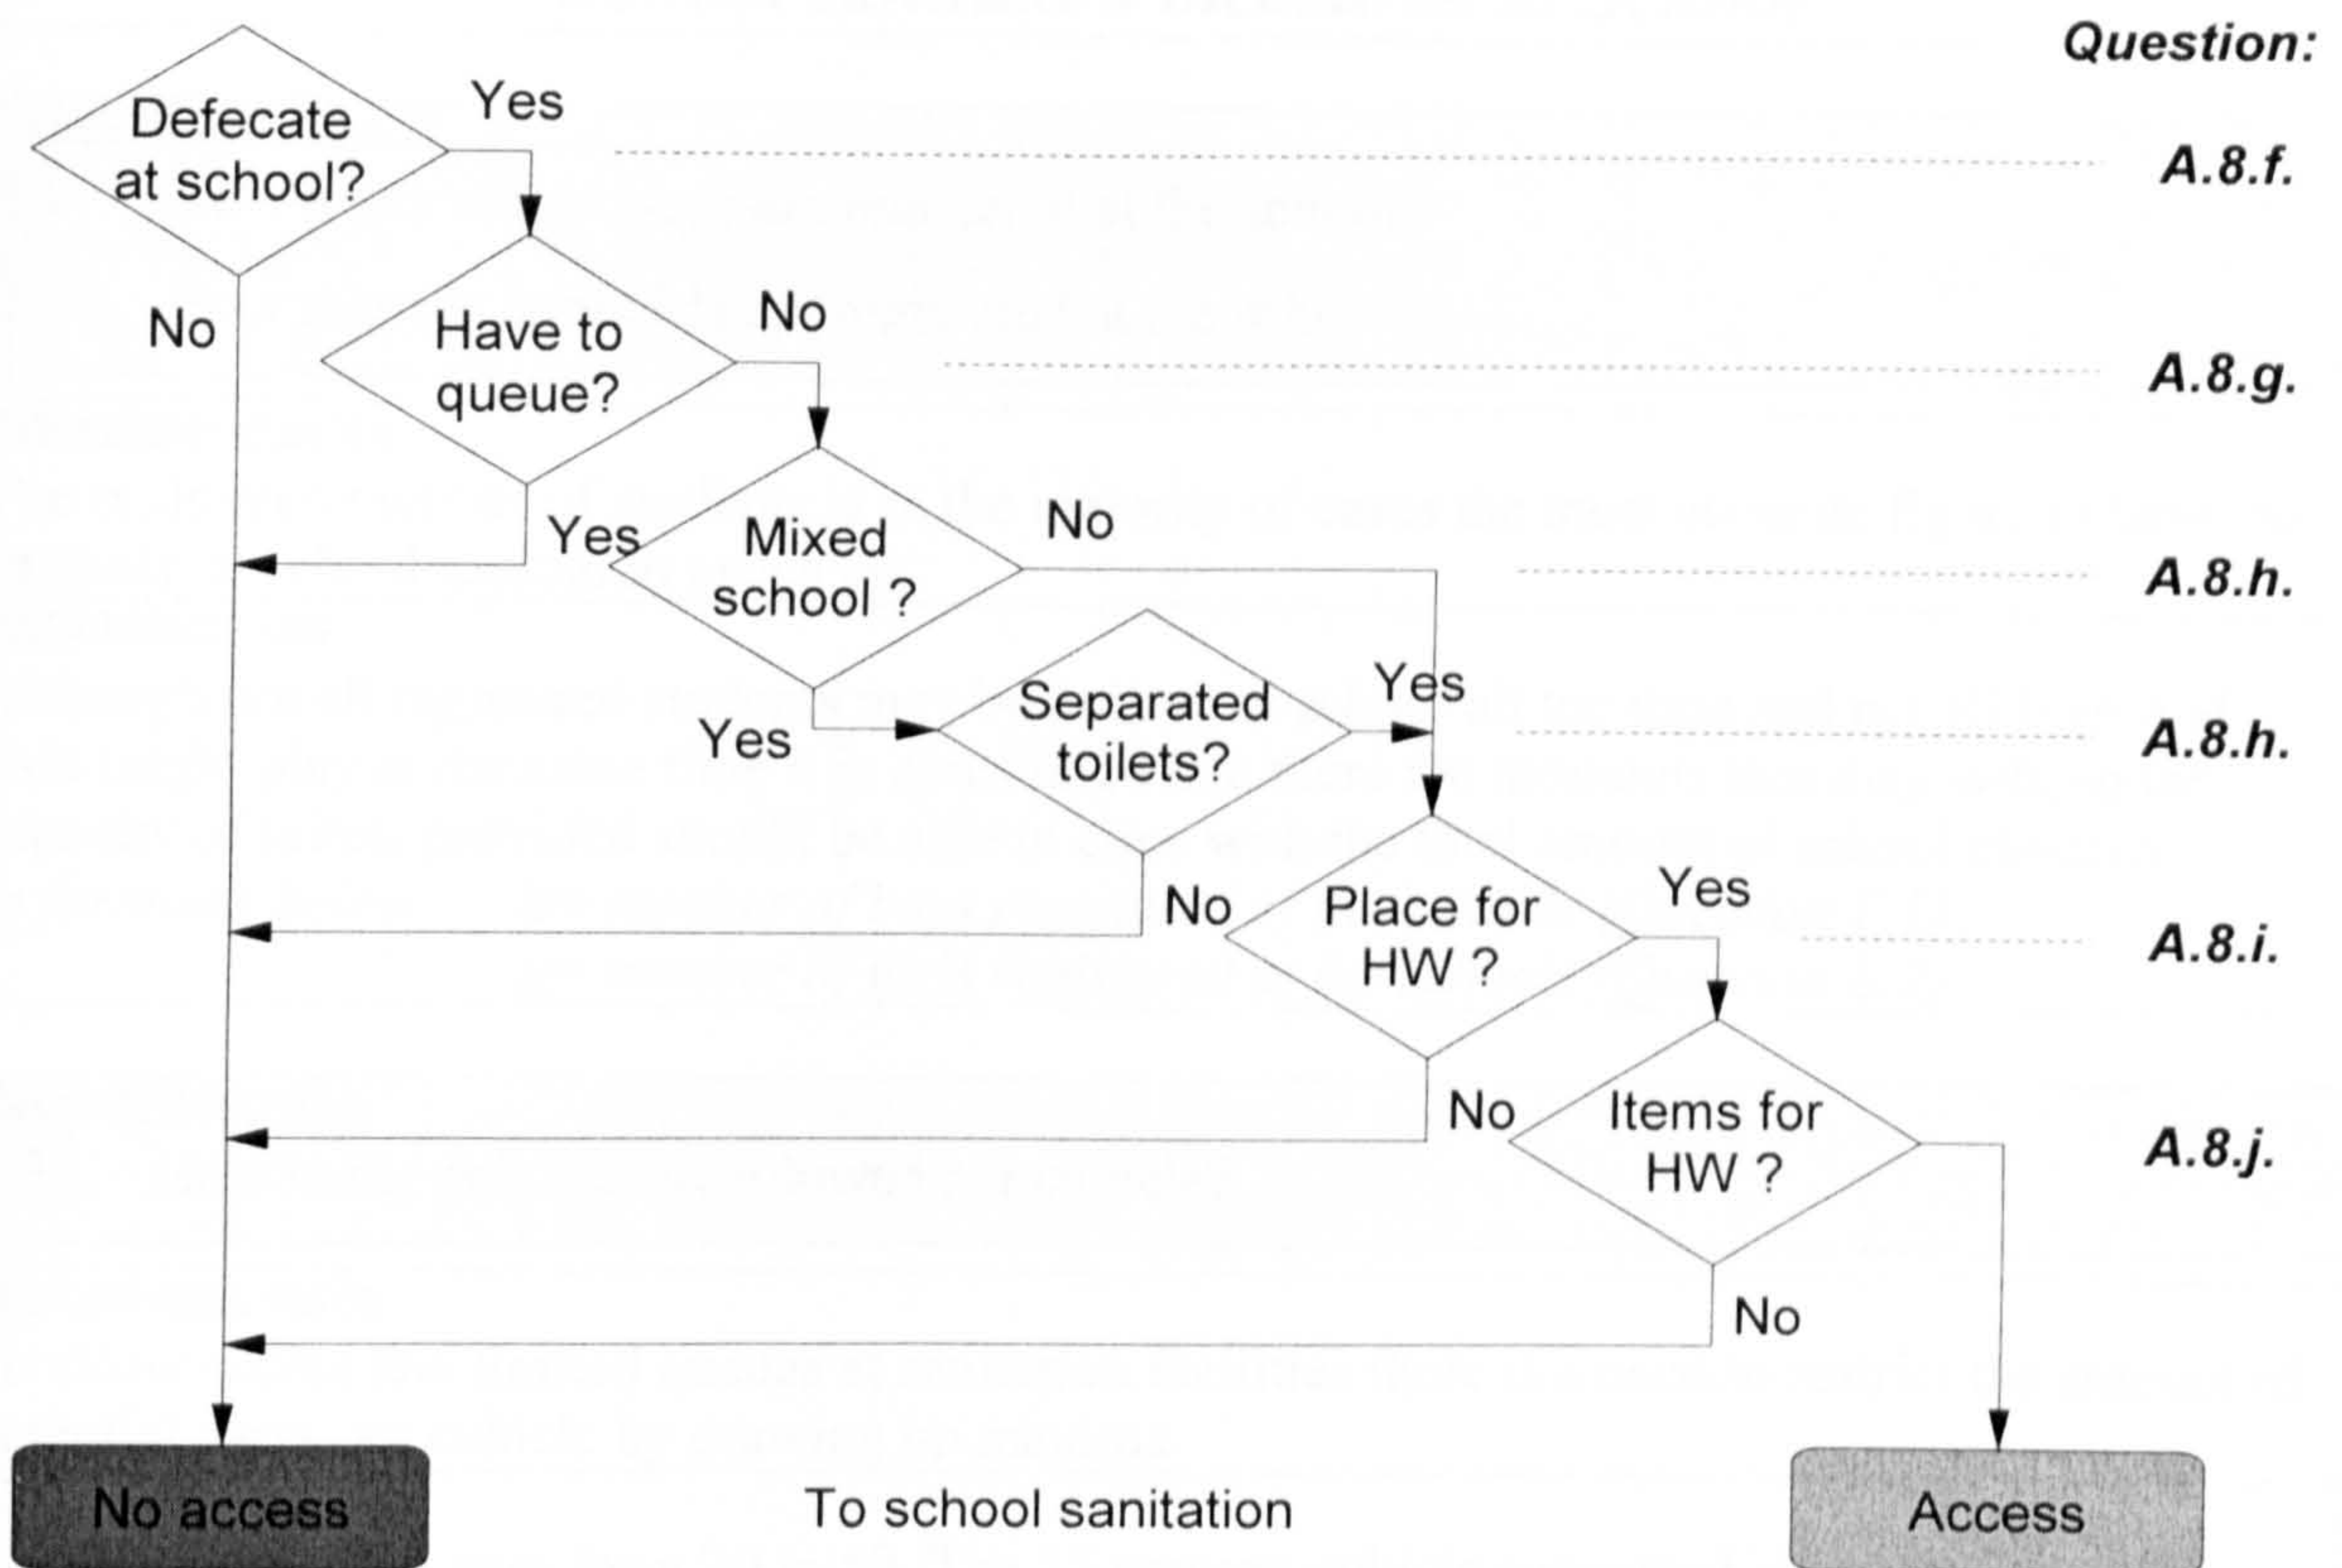 Question:
Defecate
at school?
Yes
A.8.f.
No
Have to
queue?
No
A.8.g.
Yes
Mixed
school ?
No
A.8.h.
Yes
Separated
toilets?
Yes
A.8.h.
No
Place for
HW ?
Yes
A.8.i.
No
Items for
HW ?
A.8.j.
No
No access
To school sanitation
Access